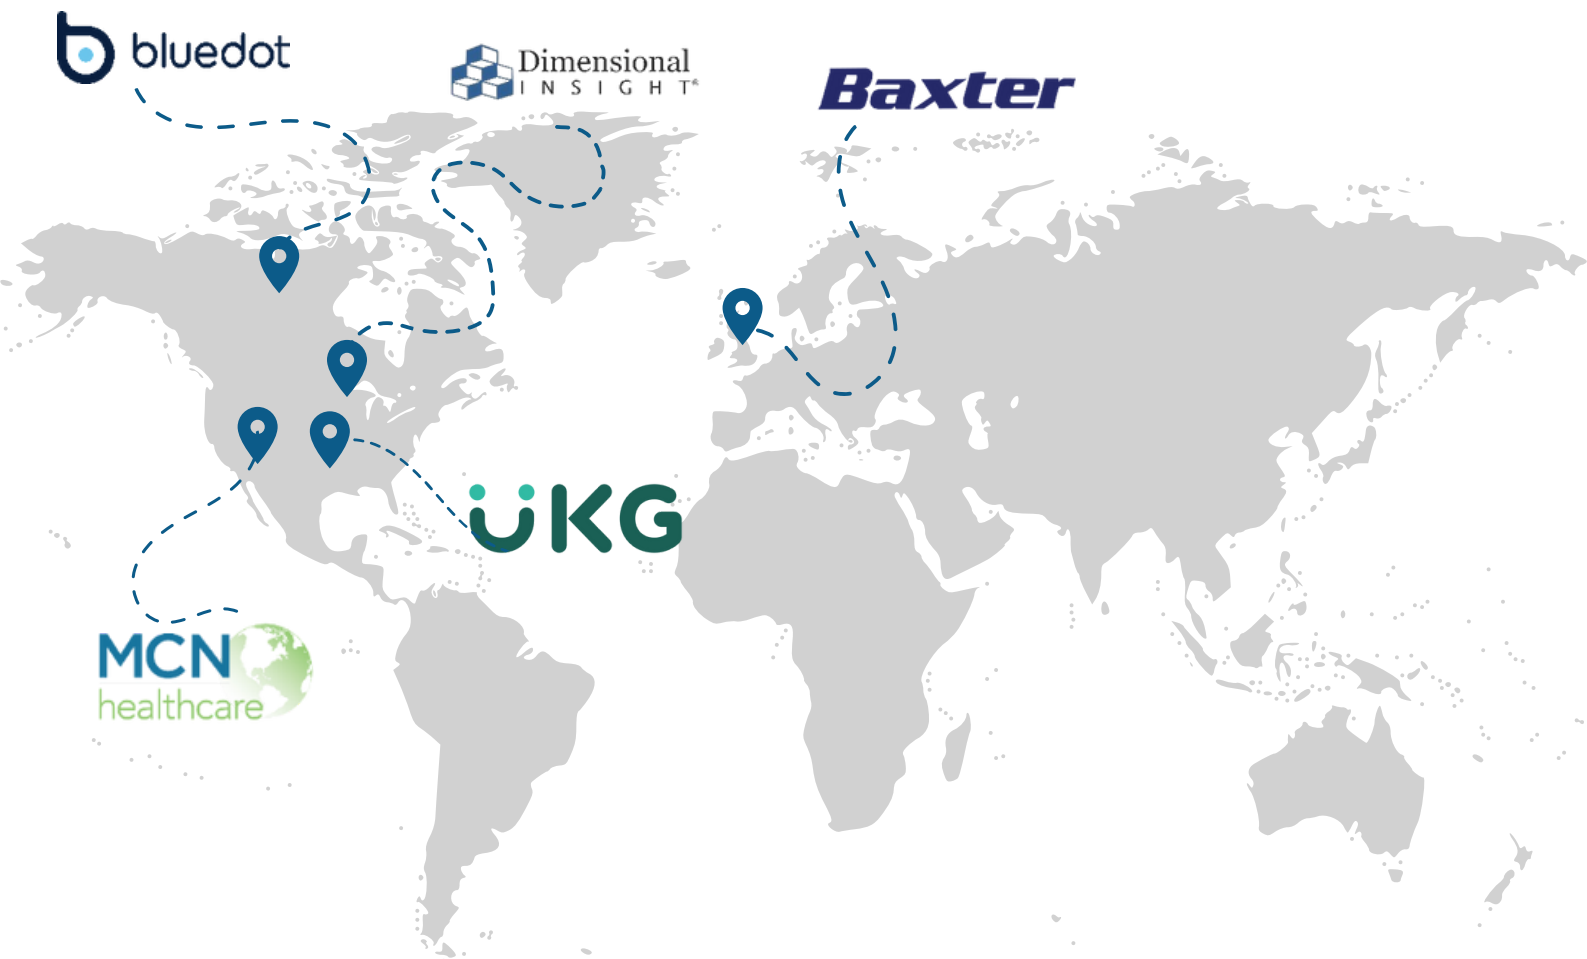 bluedot
Dimensional
INSIGHT®
Baxter
UKG
MCN
healthcare